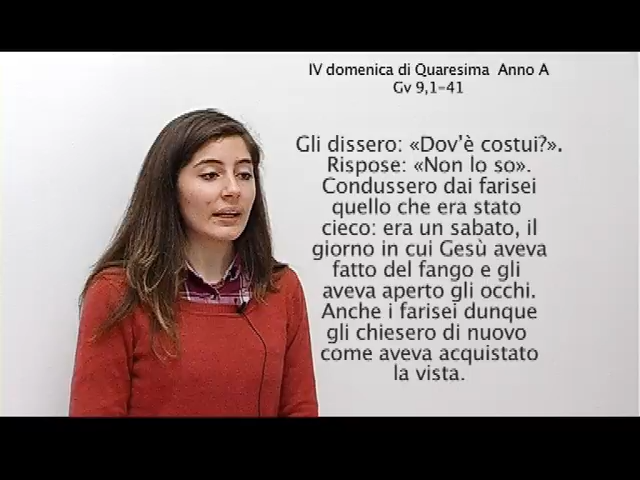 IV domenica di Quaresima Anno A
Gv 9,1-41
Gli dissero: «Dov'è costui?».
Rispose: «Non lo so».
Condussero dai farisei
quello che era stato
cieco: era un sabato, il
giorno in cui Gesù aveva
fatto del fango e gli
aveva aperto gli occhi.
Anche i farisei dunque
gli chiesero di nuovo
come aveva acquistato
la vista.